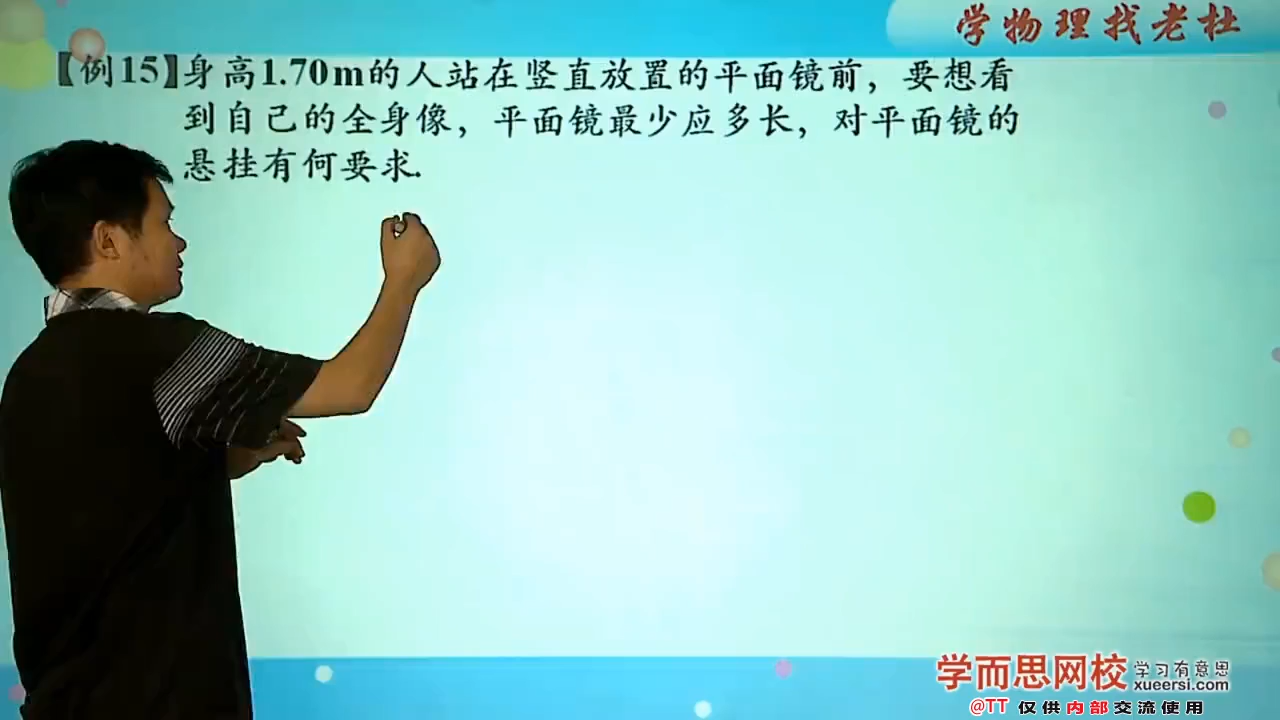 学物理找老杜
【例15】身高1.70m的人站在竖直放置的平面镜前，要想看
到自己的全身像，平面镜最少应多长，对平面镜的
悬挂有何要求.
学而思网校 学习有意思
xueersi.com
@TT 仅供内部交流使用